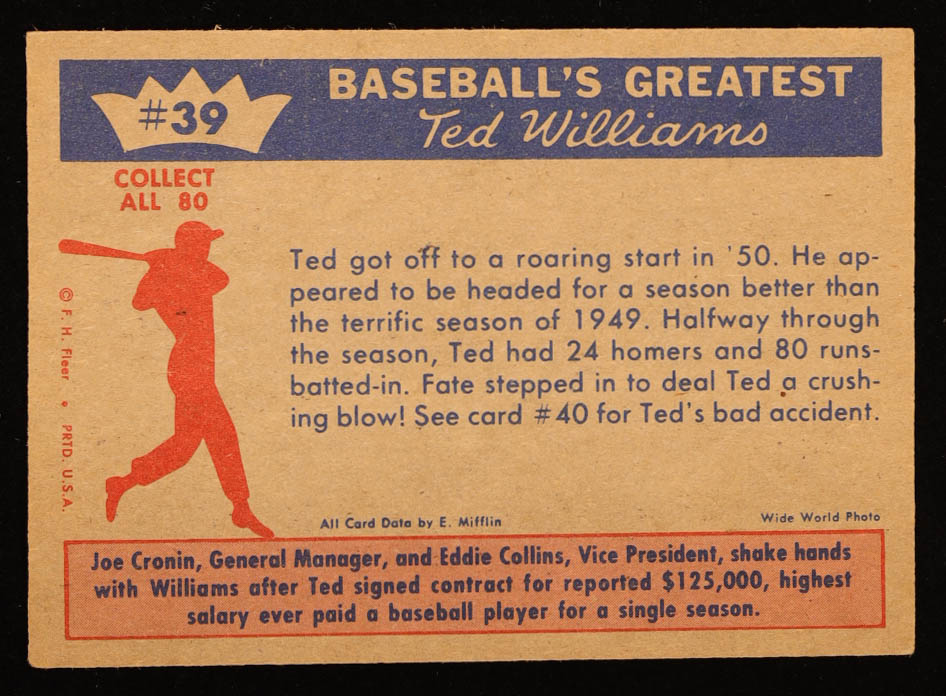 #39
BASEBALL'S GREATEST
Ted Williams
COLLECT
ALL 80
Ted got off to a roaring start in '50. He ap-
peared to be headed for a season better than
the terrific season of 1949. Halfway through
the season, Ted had 24 homers and 80 runs-
batted-in. Fate stepped in to deal Ted a crush-
ing blow! See card #40 for Ted's bad accident.
© F. H. Fleer • PRTD. U.S.A.
All Card Data by E. Mifflin
Wide World Photo
Joe Cronin, General Manager, and Eddie Collins, Vice President, shake hands
with Williams after Ted signed contract for reported $125,000, highest
salary ever paid a baseball player for a single season.